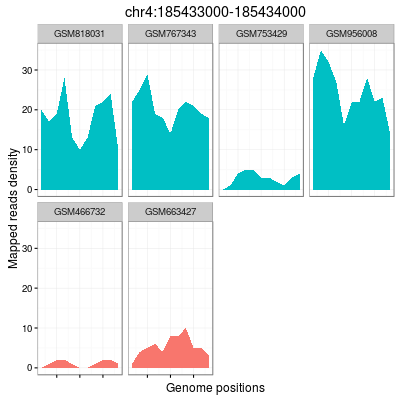 chr4:185433000-185434000
GSM818031 GSM767343 GSM753429 GSM956008
30
20
10
0
GSM466732 GSM663427
30
20
10
0
Mapped reads density
Genome positions